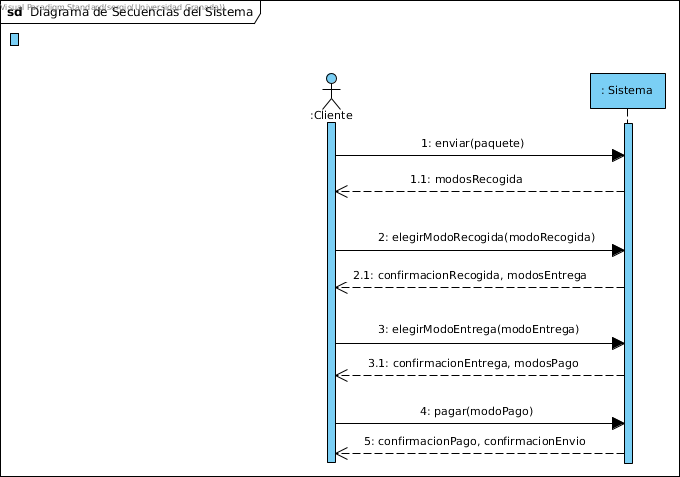 Visual Paradigm Standard(sergio(Universidad Granada))
sd Diagrama de Secuencias del Sistema
: Sistema
:Cliente
1: enviar(paquete)
1.1: modosRecogida
2: elegirModoRecogida(modoRecogida)
2.1: confirmacionRecogida, modosEntrega
3: elegirModoEntrega(modoEntrega)
3.1: confirmacionEntrega, modosPago
4: pagar(modoPago)
5: confirmacionPago, confirmacionEnvio